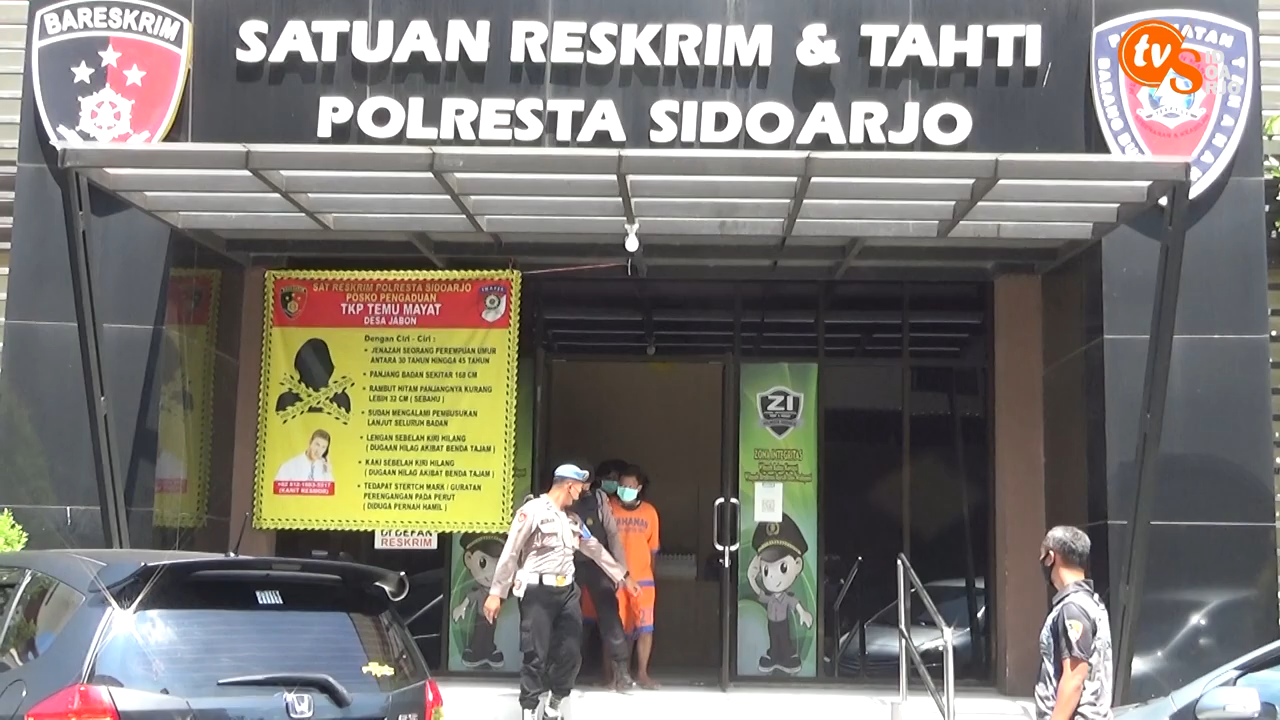 BARESKRIM
SATUAN RESKRIM & TAHTI
POLRESTA SIDOARJO
tv
S
SAT RESKRIM POLRESTA SIDOARJO
POSKO PENGADUAN
TKP TEMU MAYAT
DESA JABON
Dengan Ciri - Ciri :
JENAZAH SEORANG PEREMPUAN UMUR
ANTARA 30 TAHUN HINGGA 45 TAHUN
PANJANG BADAN SEKITAR 168 CM
RAMBUT HITAM PANJANGNYA KURANG
LEBIH 32 CM ( SEBAHU )
SUDAH MENGALAMI PEMBUSUKAN
LANJUT SELURUH BADAN
LENGAN SEBELAH KIRI HILANG
( DUGAAN HILAG AKIBAT BENDA TAJAM )
KAKI SEBELAH KIRI HILANG
( DUGAAN HILAG AKIBAT BENDA TAJAM )
TEDAPAT STERTCH MARK / GURATAN
PERENGANGAN PADA PERUT
( DIDUGA PERNAH HAMIL )
(KANIT RESKRIM)
DI DEPAN
RESKRIM
ZI
ZONA INTEGRITAS
TAHANAN